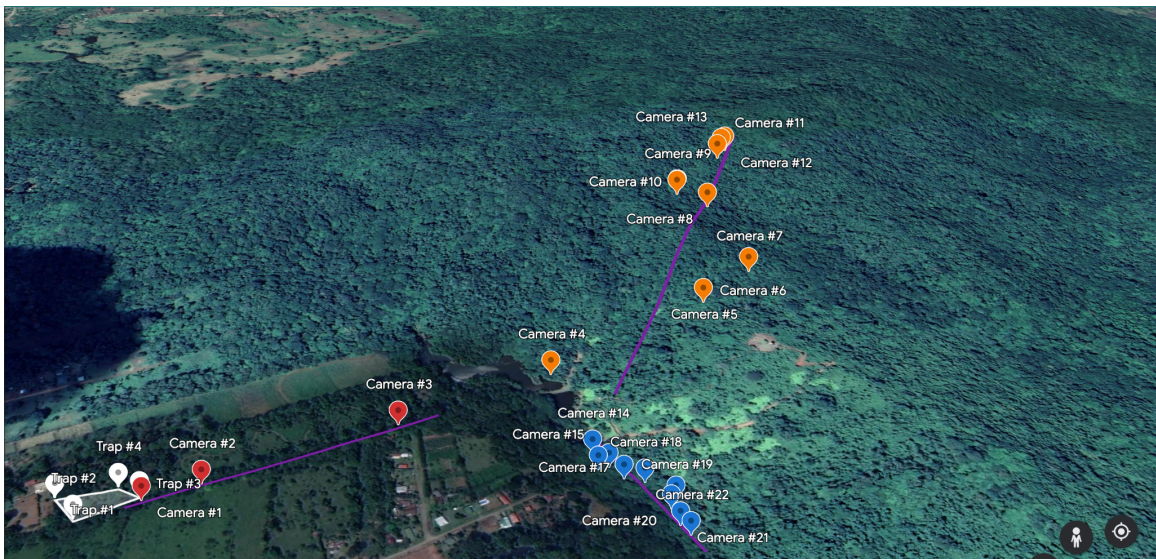 Camera #13
Camera #11
Camera #9
Camera #12
Camera #10
Camera #8
Camera #7
Camera #6
Camera #5
Camera #4
Camera #3
Camera #14
Camera #15
Camera #18
Camera #17
Camera #19
Trap #4
Camera #2
Trap #2
Trap #3
Camera #22
Trap #1
Camera #1
Camera #20
Camera #21